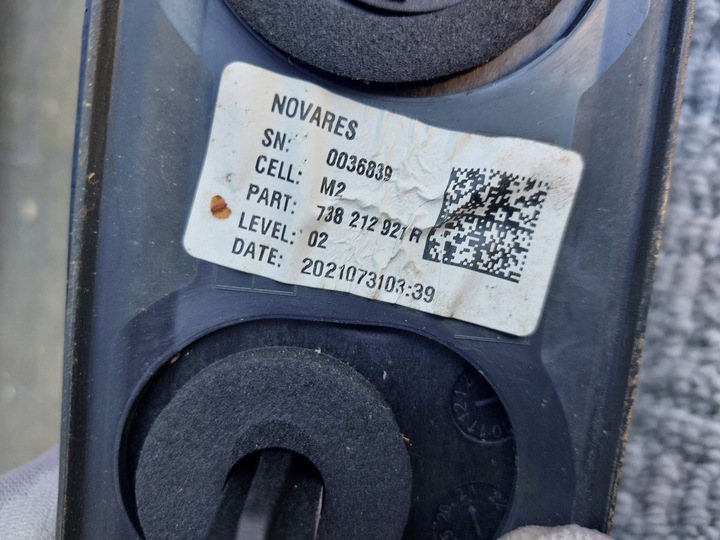 NOVARES
SN: 0036839
CELL: M2
PART: 738 212 921 R
LEVEL: 02
DATE: 2021073103:39